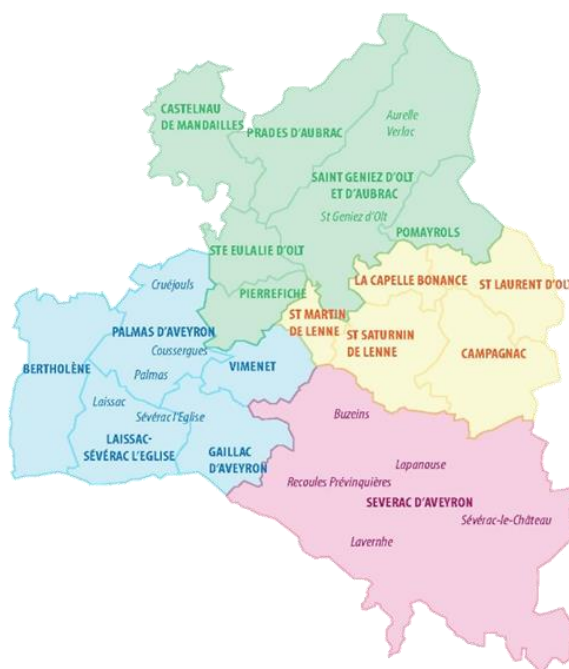 CASTELNAU
DE MANDAILLES
PRADES D'AUBRAC
Aurelle
Verlac
SAINT GENIEZ D'OLT
ET D'AUBRAC
St Geniez d'Olt
POMAYROLS
STE EULALIE D'OLT
PIERREFICHE
LA CAPELLE BONANCE
ST LAURENT D'OLT
ST MARTIN
DE LENNE
ST SATURNIN
DE LENNE
CAMPAGNAC
Cruéjouls
PALMAS D'AVEYRON
Coussergues
BERTHOLÈNE
VIMENET
Palmas
Laissac
Sévérac l'Eglise
LAISSAC-
SÉVÉRAC L'EGLISE
GAILLAC
D'AVEYRON
Buzeins
Lapanouse
Recoules Prévinquières
SEVERAC D'AVEYRON
Sévérac-le-Château
Lavernhe